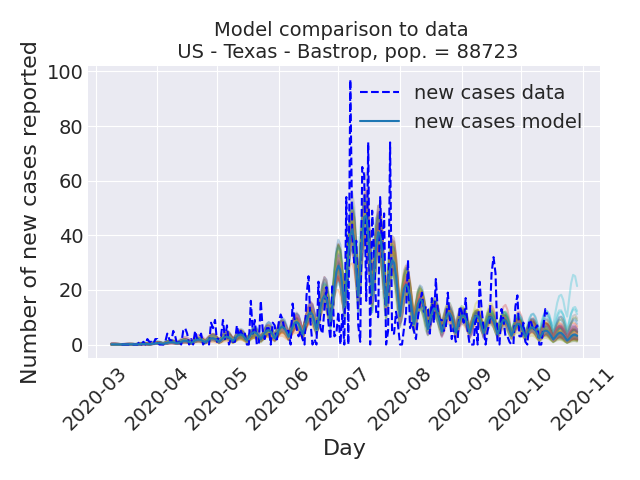 Model comparison to data
US - Texas - Bastrop, pop. = 88723
Number of new cases reported
100
80
60
40
20
0
new cases data
new cases model
2020-03
2020-04
2020-05
2020-06
2020-07
2020-08
2020-09
2020-10
2020-11
Day